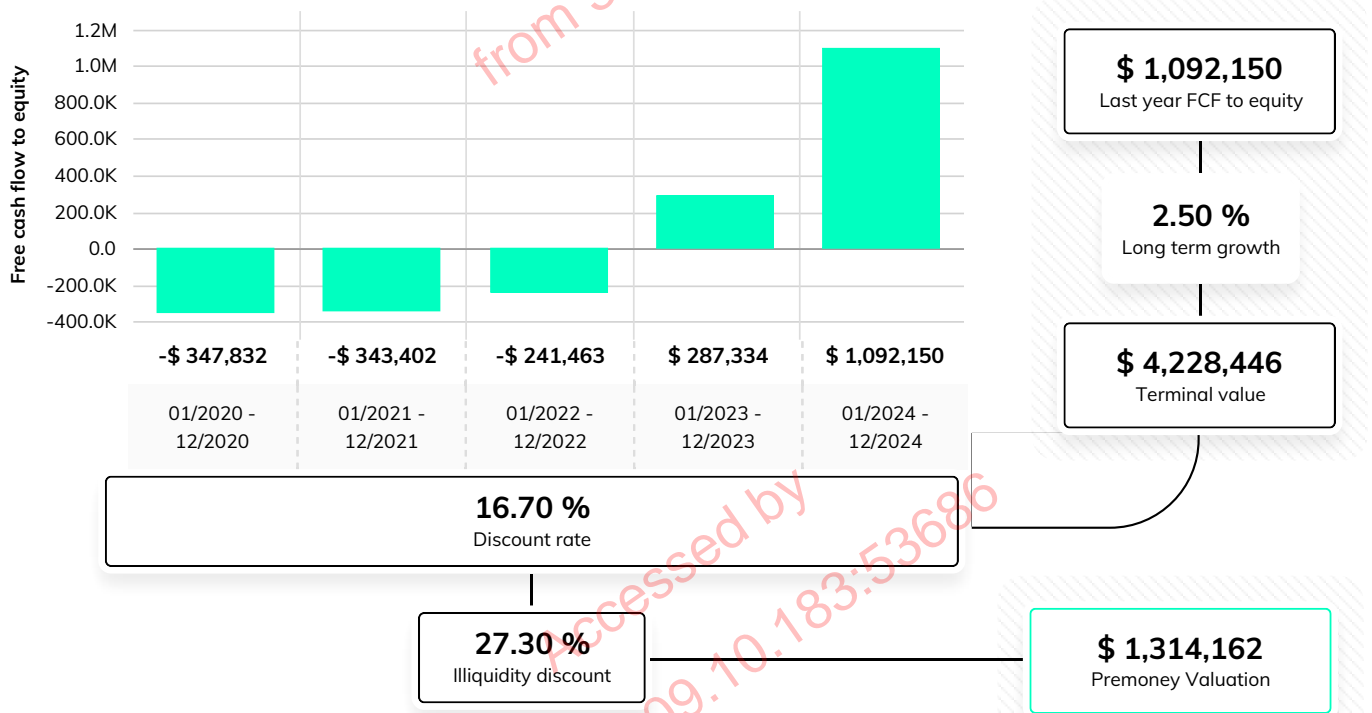 Free cash flow to equity
1.2M
1.0M
800.0K
600.0K
400.0K
200.0K
0.0
-200.0K
-400.0K
-$ 347,832
-$ 343,402
-$ 241,463
$ 287,334
$ 1,092,150
01/2020 -
12/2020
01/2021 -
12/2021
01/2022 -
12/2022
01/2023 -
12/2023
01/2024 -
12/2024
16.70 %
Discount rate
27.30 %
Illiquidity discount
$ 1,092,150
Last year FCF to equity
2.50 %
Long term growth
$ 4,228,446
Terminal value
$ 1,314,162
Premoney Valuation
from
Accessed by
09.10.183:53686